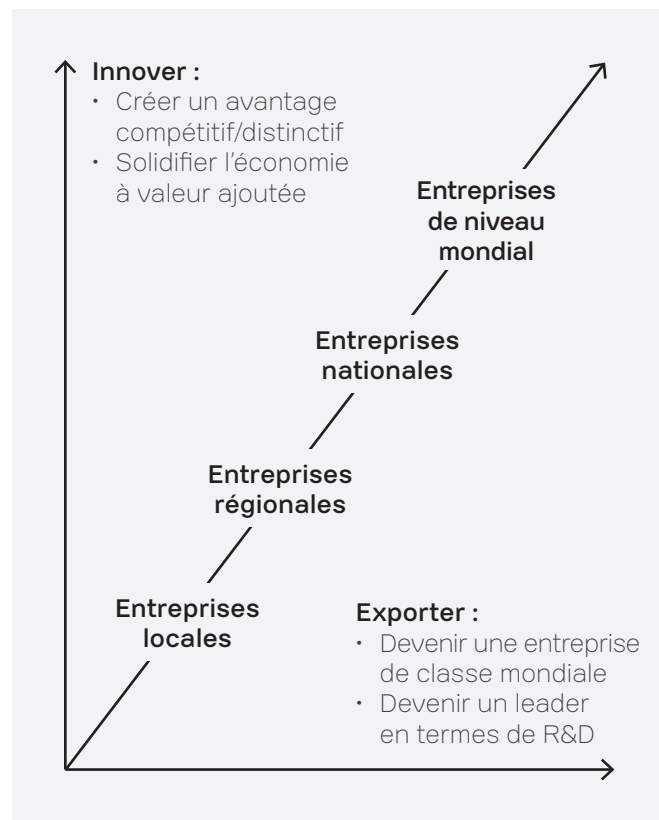 Innover :
• Créer un avantage
compétitif/distinctif
• Solidifier l’économie
à valeur ajoutée
Entreprises
de niveau
mondial
Entreprises
nationales
Entreprises
régionales
Entreprises
locales
Exporter :
• Devenir une entreprise
de classe mondiale
• Devenir un leader
en termes de R&D